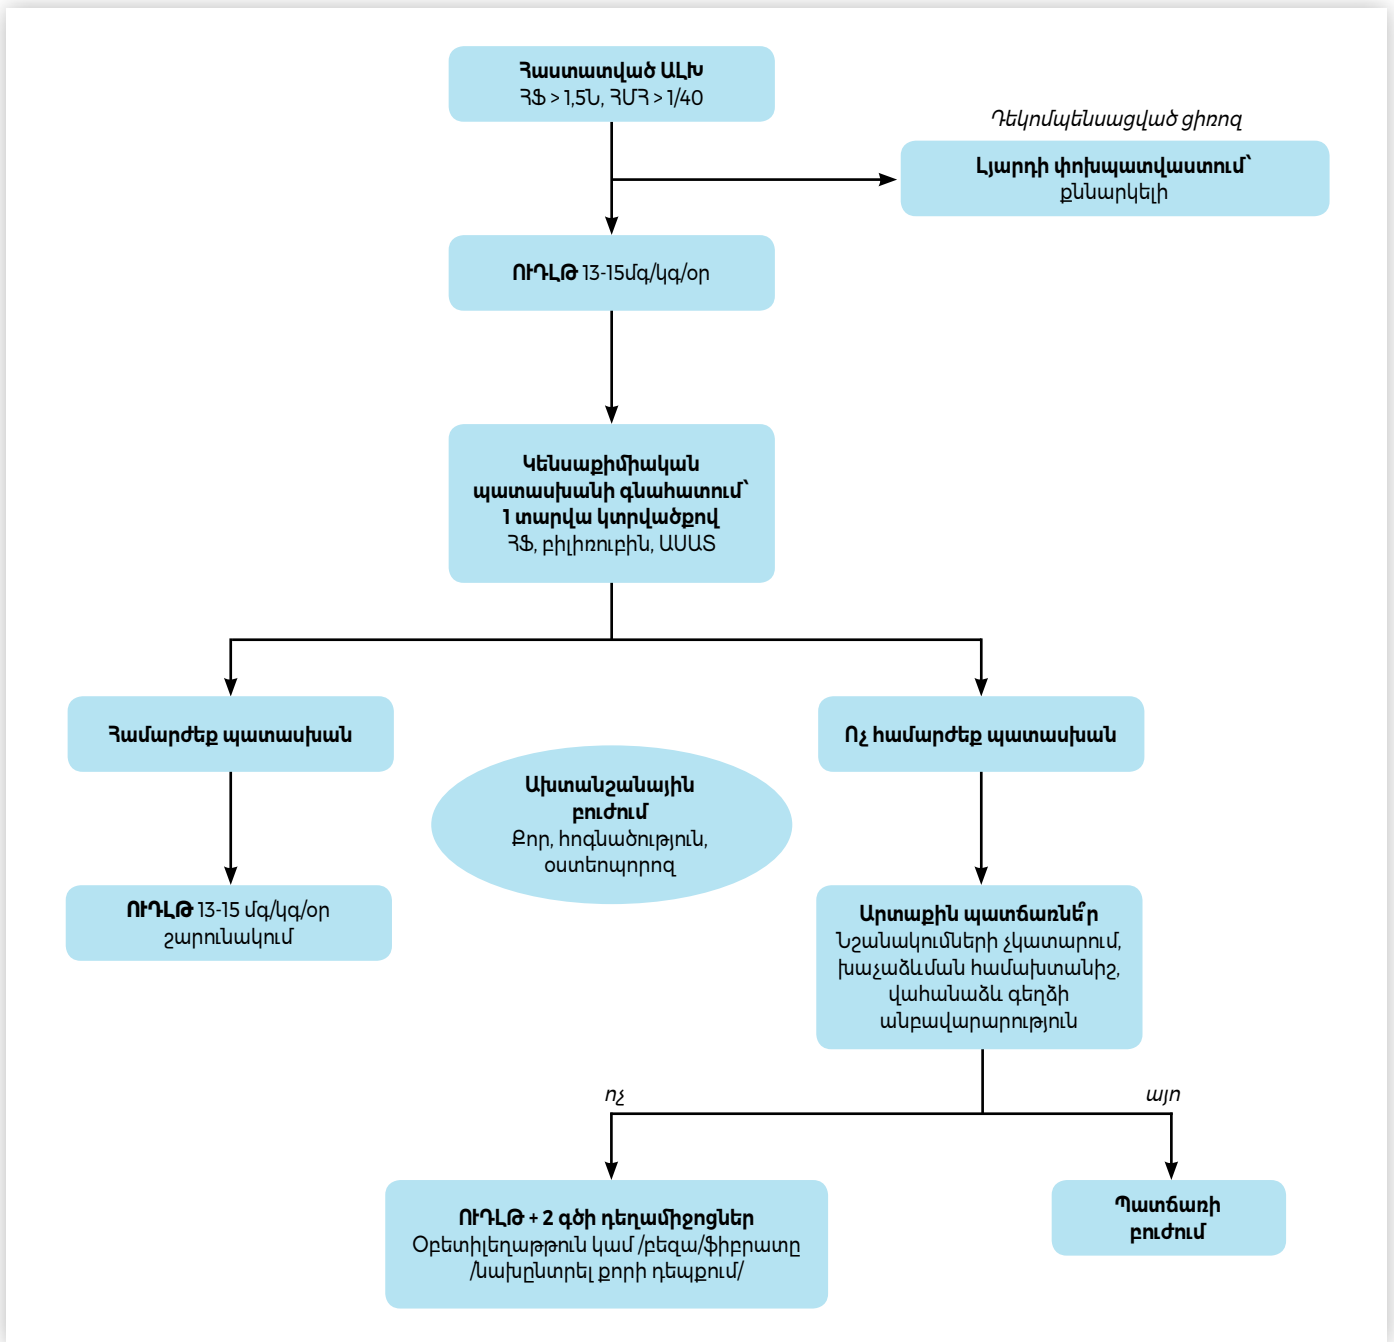 Հաստատված ԱԼԽ
ՀՖ > 1,5Ն, ՀՄՀ > 1/40
Դեկոմպենսացված ցիռոզ
Լյարդի փոխպատվաստում՝
քննարկելի
ՈՒԴԼԹ 13-15մգ/կգ/օր
Կենսաքիմիական
պատասխանի գնահատում՝
1 տարվա կտրվածքով
ՀՖ, բիլիռուբին, ԱՍԱՏ
Համարժեք պատասխան
Ոչ համարժեք պատասխան
Ախտանշանային
բուժում
Քոր, հոգնածություն,
օստեոպորոզ
ՈՒԴԼԹ 13-15 մգ/կգ/օր
շարունակում
Արտաքին պատճառնե՞ր
Նշանակումների չկատարում,
խաչաձևման համախտանիշ,
վահանաձև գեղձի
անբավարարություն
ոչ
այո
ՈՒԴԼԹ + 2 գծի դեղամիջոցներ
Օբետիլեղաթթուն կամ /բեզա/ֆիբրատը
/նախընտրել քորի դեպքում/
Պատճառի
բուժում